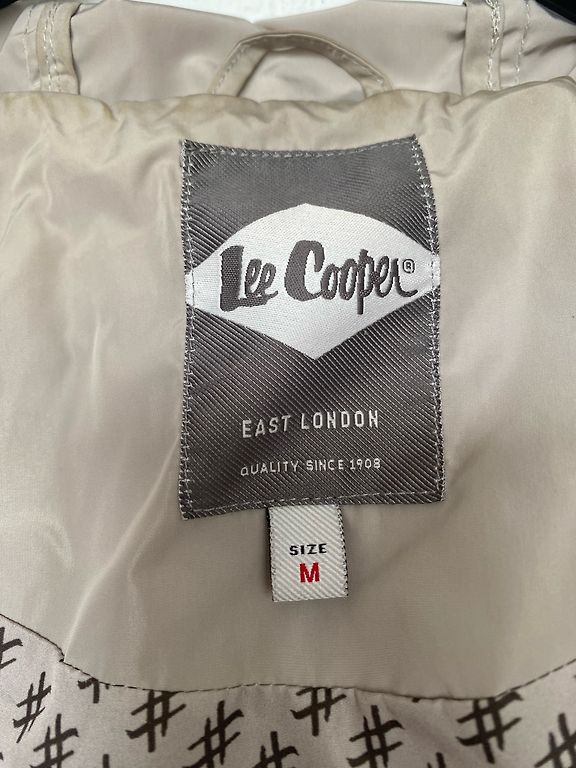 Lee Cooper®
EAST LONDON
QUALITY SINCE 1908
SIZE
M